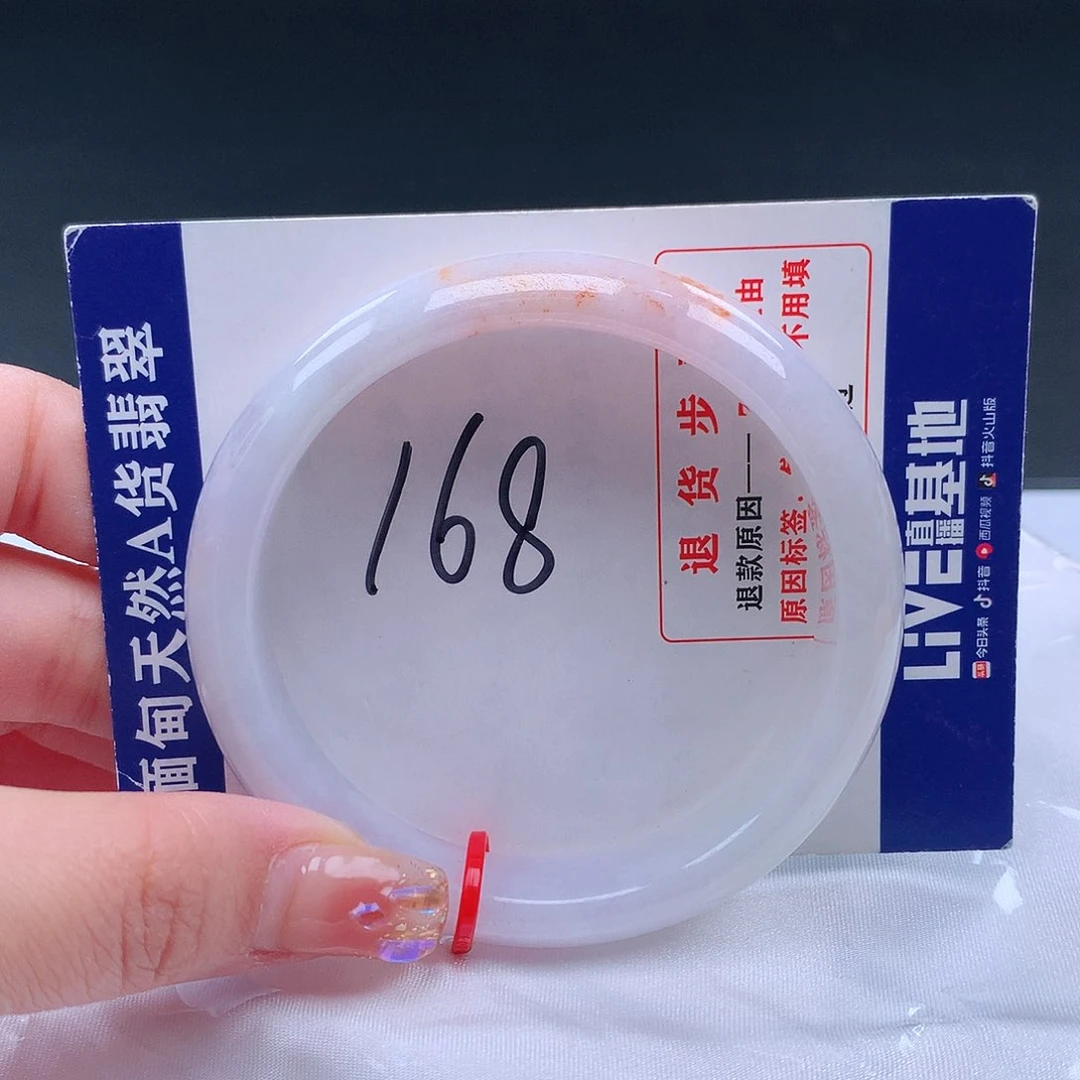 缅甸天然A货翡翠
168
退 货 步
退款原因——
原因标签.
由
不用填
LiVE直播基地
今日头条 抖音 西瓜视频 抖音火山版